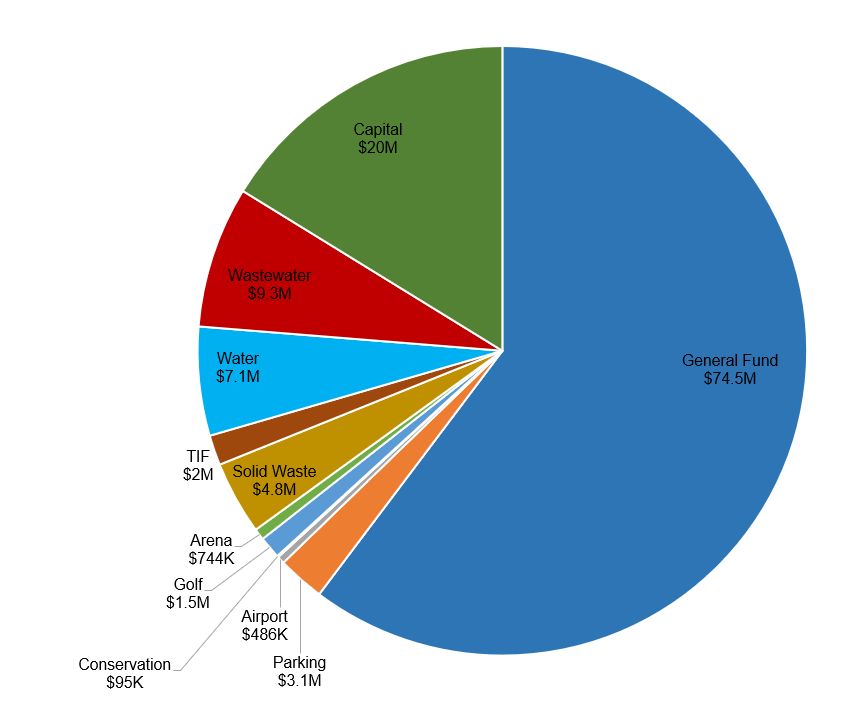 Capital
$20M
Wastewater
$9.3M
Water
$7.1M
General Fund
$74.5M
TIF
$2M
Solid Waste
$4.8M
Arena
$744K
Golf
$1.5M
Airport
$486K
Conservation
$95K
Parking
$3.1M